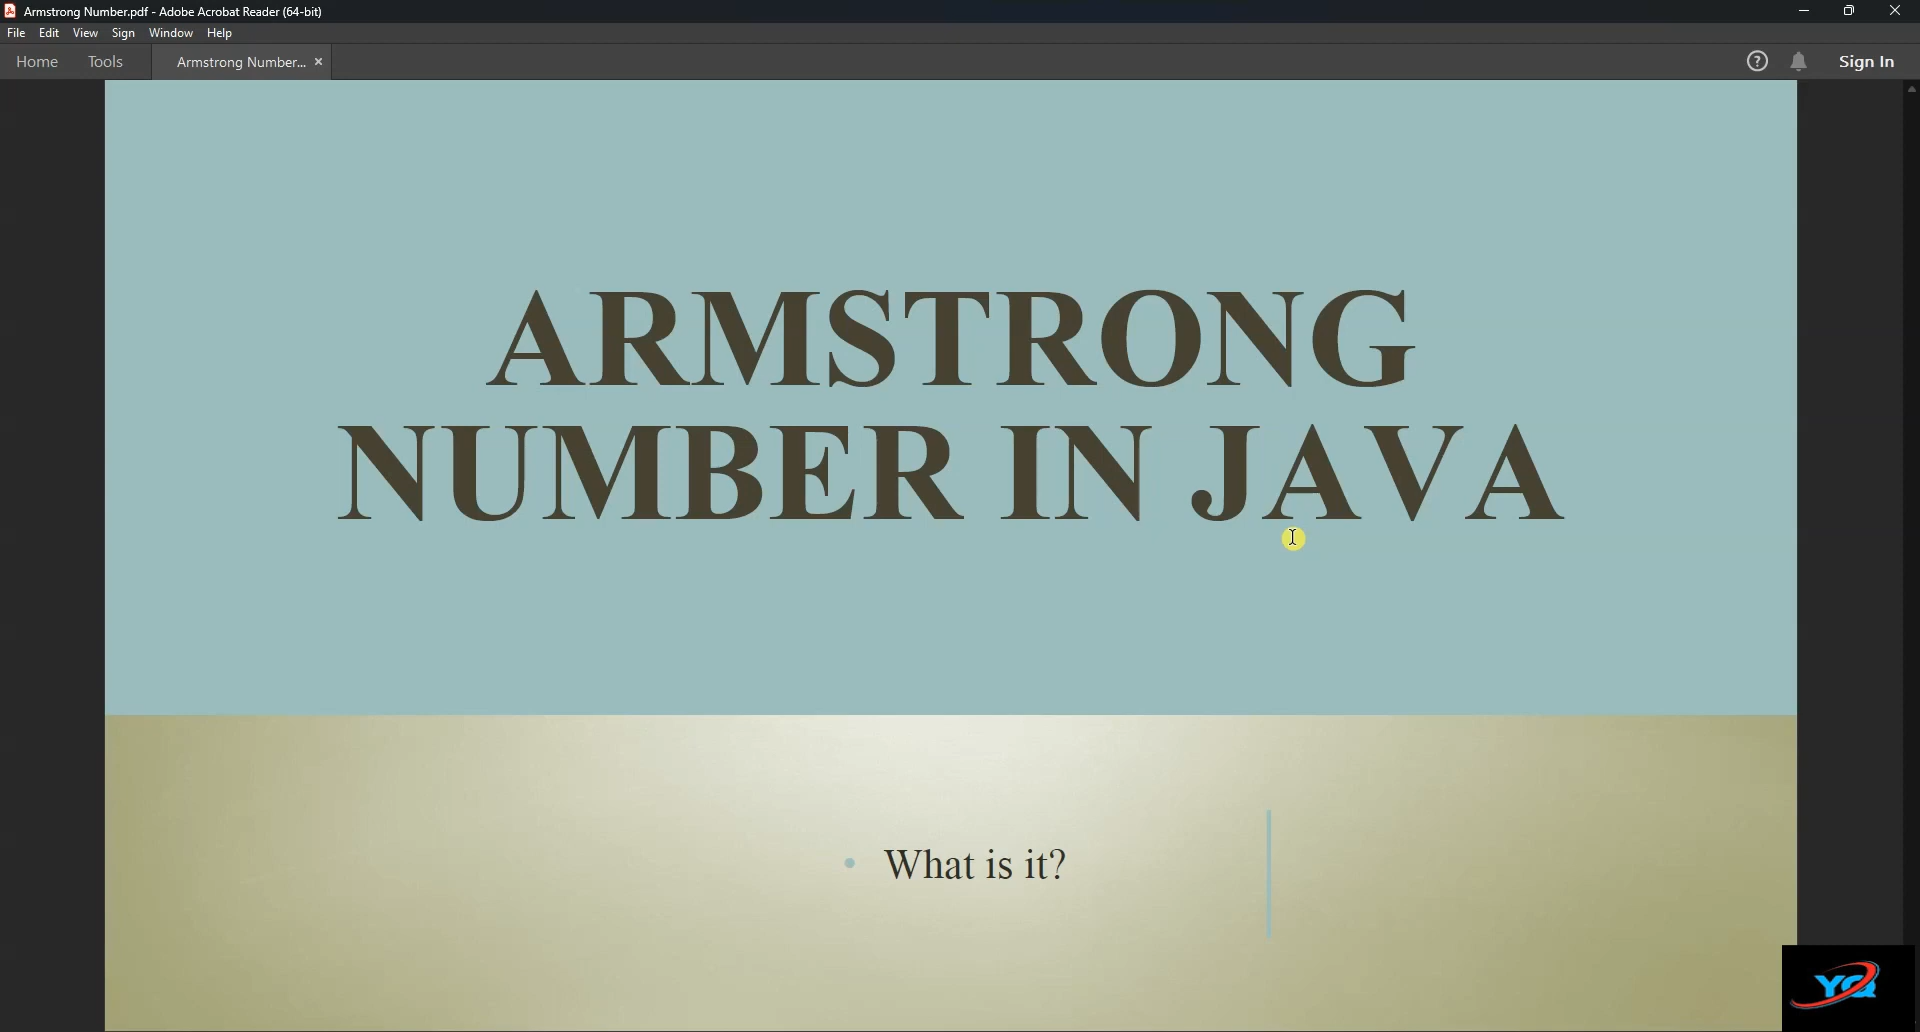 Armstrong Number.pdf - Adobe Acrobat Reader (64-bit)
File Edit View Sign Window Help
Home Tools Armstrong Number... × ? Sign In
ARMSTRONG
NUMBER IN JAVA
• What is it?
YQ